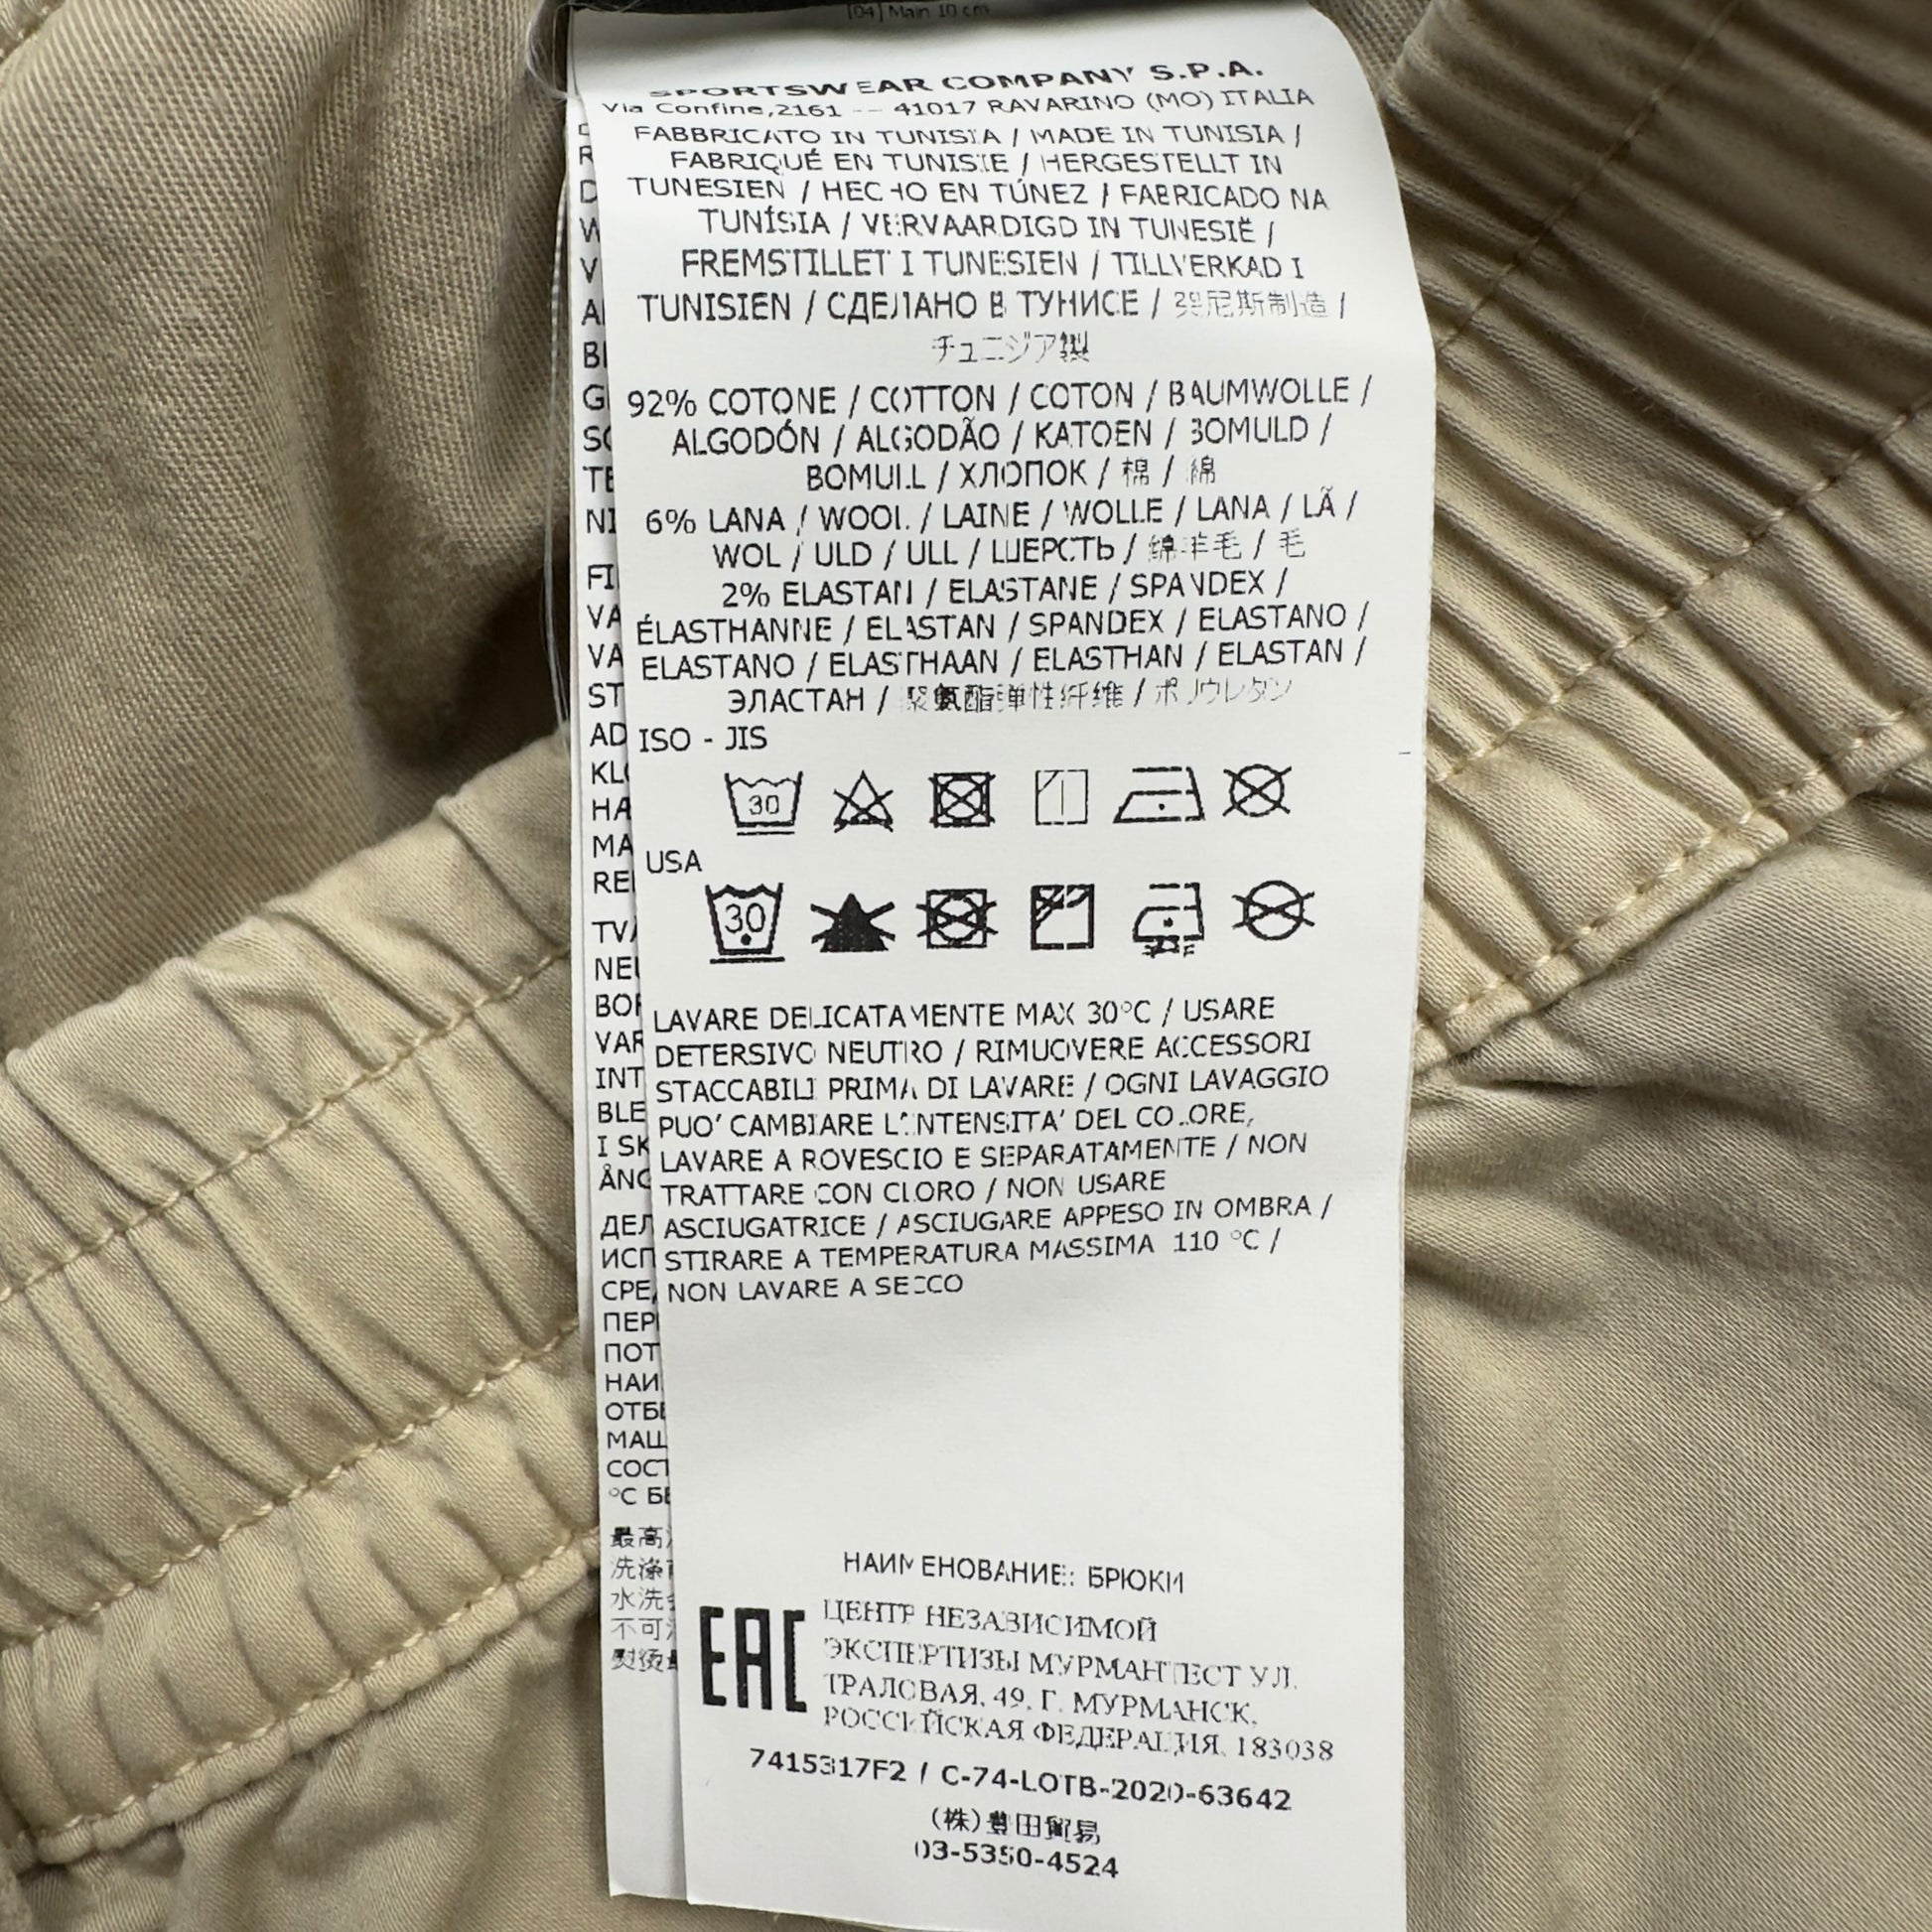 [04] Main 10 cm
SPORTSWEAR COMPANY S.P.A.
Via Confine,2161 -- 41017 RAVARINO (MO) ITALIA
FABBRICATO IN TUNISIA / MADE IN TUNISIA /
FABRIQUÉ EN TUNISIE / HERGESTELLT IN
TUNESIEN / HECHO EN TÚNEZ / FABRICADO NA
TUNÍSIA / VERVAARDIGD IN TUNESIË /
FREMSTILLET I TUNESIEN / TILLVERKAD I
TUNISIEN / СДЕЛАНО В ТУНИСЕ / 突尼斯制造 /
チュニジア製
92% COTONE / COTTON / COTON / BAUMWOLLE /
ALGODÓN / ALGODÃO / KATOEN / BOMULD /
BOMULL / ХЛОПОК / 棉 / 綿
6% LANA / WOOL / LAINE / WOLLE / LANA / LÃ /
WOL / ULD / ULL / ШЕРСТЬ / 绵羊毛 / 毛
2% ELASTAN / ELASTANE / SPANDEX /
ÉLASTHANNE / ELASTAN / SPANDEX / ELASTANO /
ELASTANO / ELASTHAAN / ELASTHAN / ELASTAN /
ЭЛАСТАН / 聚氨酯弹性纤维 / ポリウレタン
ISO - JIS
30
USA
30
LAVARE DELICATAMENTE MAX 30°C / USARE
DETERSIVO NEUTRO / RIMUOVERE ACCESSORI
STACCABILI PRIMA DI LAVARE / OGNI LAVAGGIO
PUO' CAMBIARE L'INTENSITA' DEL COLORE,
LAVARE A ROVESCIO E SEPARATAMENTE / NON
TRATTARE CON CLORO / NON USARE
ASCIUGATRICE / ASCIUGARE APPESO IN OMBRA /
STIRARE A TEMPERATURA MASSIMA 110 °C /
NON LAVARE A SECCO
НАИМЕНОВАНИЕ: БРЮКИ
EAC
ЦЕНТР НЕЗАВИСИМОЙ
ЭКСПЕРТИЗЫ МУРМАНТЕСТ УЛ.
ТРАЛОВАЯ, 49, Г. МУРМАНСК,
РОССИЙСКАЯ ФЕДЕРАЦИЯ, 183038
7415317F2 / C-74-LOTB-2020-63642
(株)豊田貿易
03-5350-4524